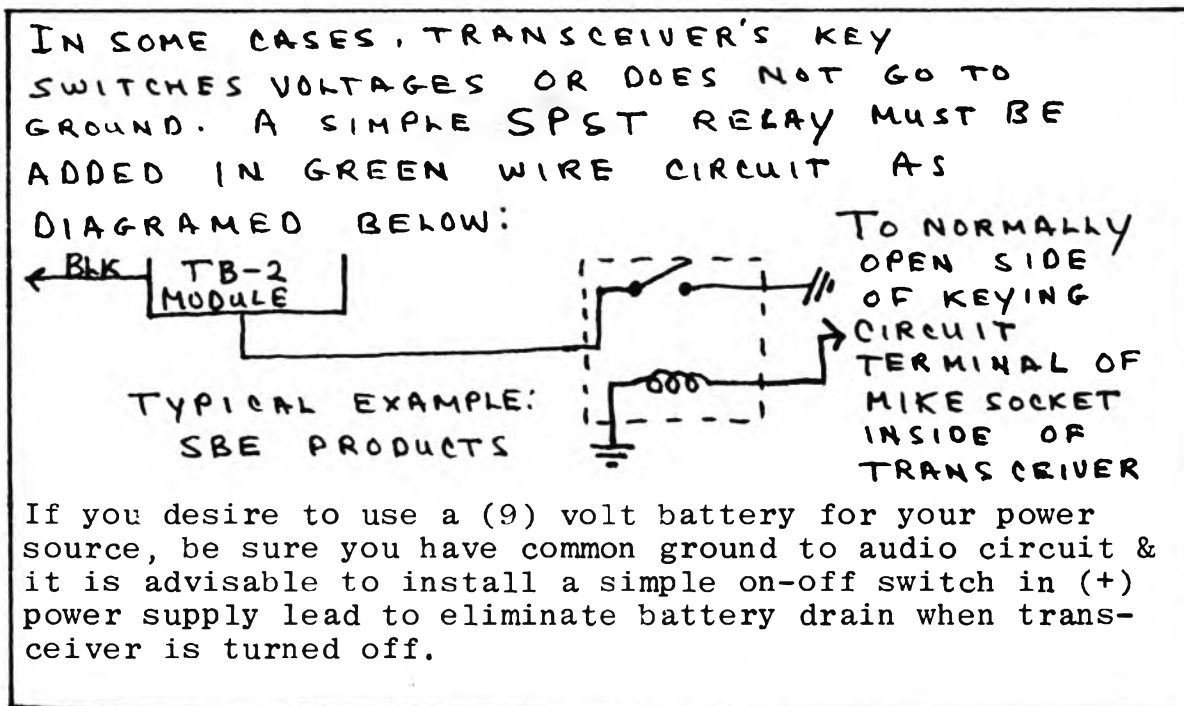 IN SOME CASES, TRANSCEIVER'S KEY
SWITCHES VOLTAGES OR DOES NOT GO TO
GROUND. A SIMPLE SPST RELAY MUST BE
ADDED IN GREEN WIRE CIRCUIT AS
DIAGRAMED BELOW:
BLK
TB-2
MODULE
TYPICAL EXAMPLE:
SBE PRODUCTS
TO NORMALLY
OPEN SIDE
OF KEYING
CIRCUIT
TERMINAL OF
MIKE SOCKET
INSIDE OF
TRANSCEIVER
If you desire to use a (9) volt battery for your power
source, be sure you have common ground to audio circuit &
it is advisable to install a simple on-off switch in (+)
power supply lead to eliminate battery drain when trans-
ceiver is turned off.